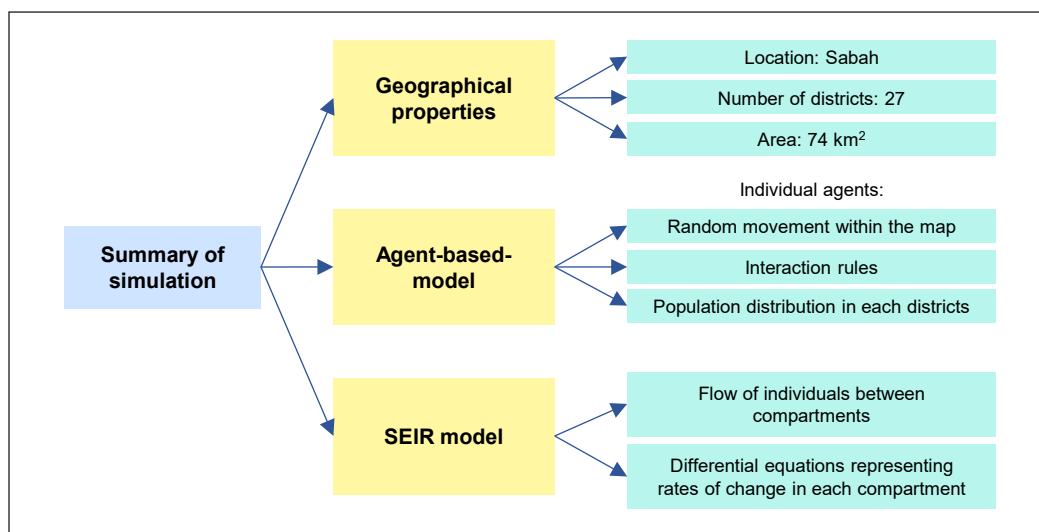 Summary of
simulation
Geographical
properties
Location: Sabah
Number of districts: 27
Area: 74 km²
Agent-based-
model
Individual agents:
Random movement within the map
Interaction rules
Population distribution in each districts
SEIR model
Flow of individuals between
compartments
Differential equations representing
rates of change in each compartment